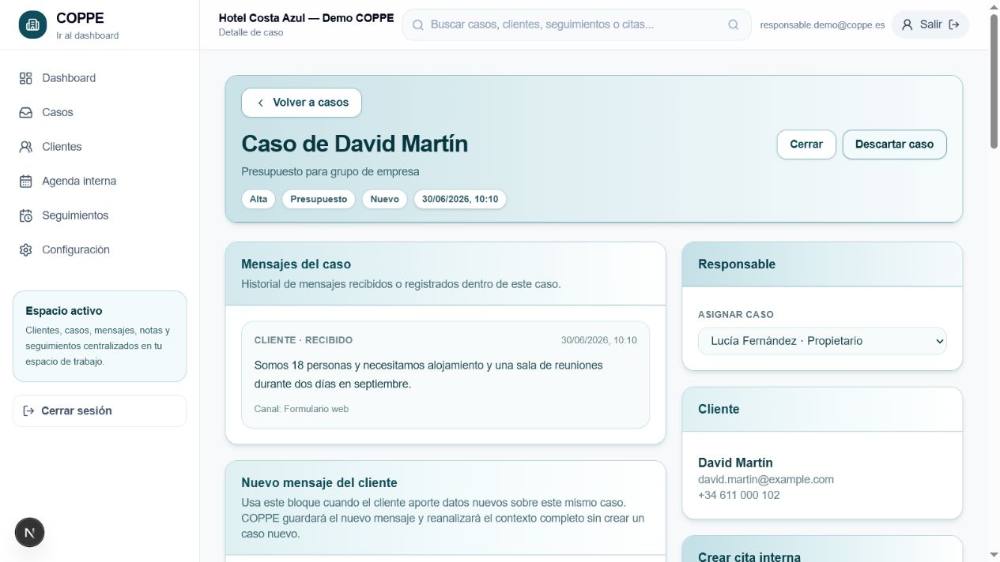 COPPE
Ir al dashboard
Hotel Costa Azul — Demo COPPE
Detalle de caso
Buscar casos, clientes, seguimientos o citas...
responsable.demo@coppe.es
Salir
Dashboard
Casos
Clientes
Agenda interna
Seguimientos
Configuración
Espacio activo
Clientes, casos, mensajes, notas y
seguimientos centralizados en tu
espacio de trabajo.
Cerrar sesión
N
Volver a casos
Caso de David Martín
Presupuesto para grupo de empresa
Alta
Presupuesto
Nuevo
30/06/2026, 10:10
Cerrar
Descartar caso
Mensajes del caso
Historial de mensajes recibidos o registrados dentro de este caso.
CLIENTE · RECIBIDO
30/06/2026, 10:10
Somos 18 personas y necesitamos alojamiento y una sala de reuniones
durante dos días en septiembre.
Canal: Formulario web
Nuevo mensaje del cliente
Usa este bloque cuando el cliente aporte datos nuevos sobre este mismo caso.
COPPE guardará el nuevo mensaje y reanalizará el contexto completo sin crear un
caso nuevo.
Responsable
ASIGNAR CASO
Lucía Fernández · Propietario
Cliente
David Martín
david.martin@example.com
+34 611 000 102
Crear cita interna